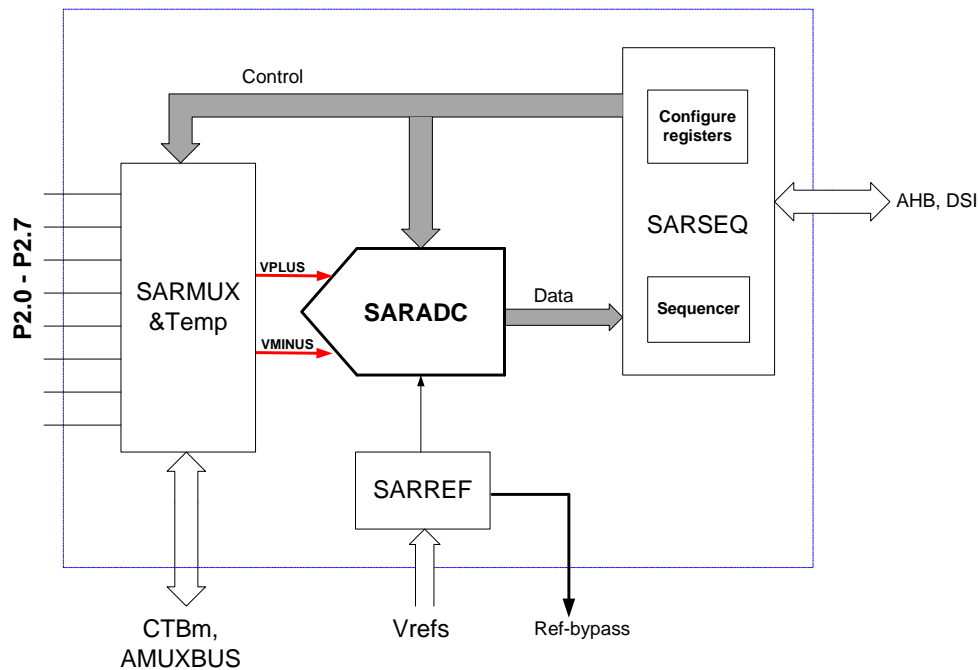 Control
Configure
registers
SARSEQ
AHB, DSI
P2.0 - P2.7
SARMUX
&Temp
VPLUS
VMINUS
SARADC
Data
Sequencer
SARREF
CTBm,
AMUXBUS
Vrefs
Ref-bypass